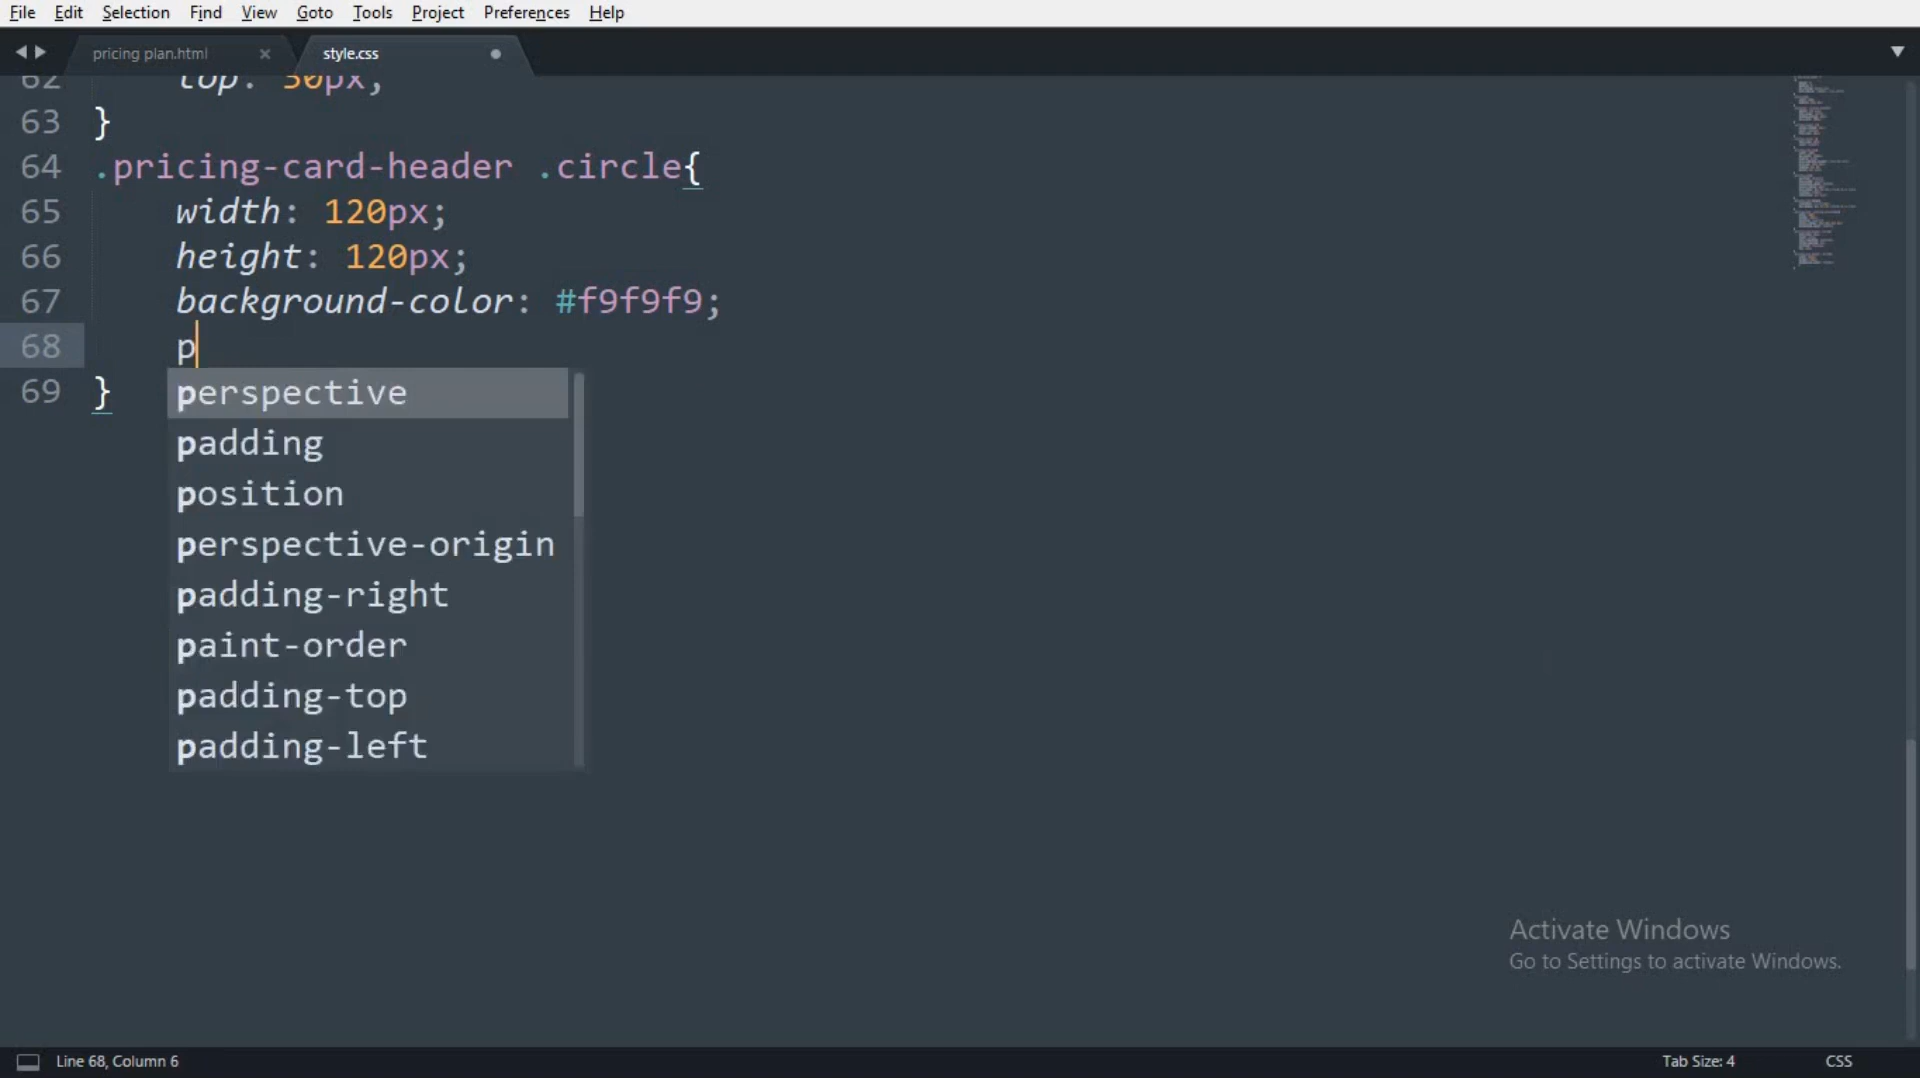 File Edit Selection Find View Goto Tools Project Preferences Help
pricing plan.html × style.css
62 top: 30px;
63 }
64 .pricing-card-header .circle{
65 width: 120px;
66 height: 120px;
67 background-color: #f9f9f9;
68 p
perspective
69 }
padding
position
perspective-origin
padding-right
paint-order
padding-top
padding-left
Activate Windows
Go to Settings to activate Windows.
Line 68, Column 6 Tab Size: 4 CSS